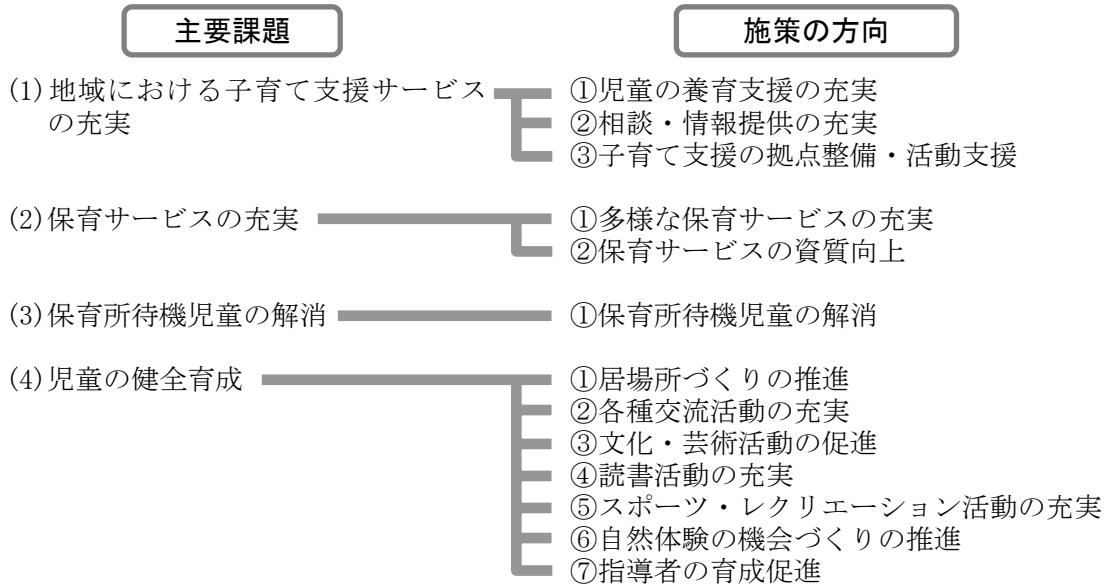 主要課題
施策の方向
(1)地域における子育て支援サービス
の充実
①児童の養育支援の充実
②相談・情報提供の充実
③子育て支援の拠点整備・活動支援
(2)保育サービスの充実
①多様な保育サービスの充実
②保育サービスの資質向上
(3)保育所待機児童の解消
①保育所待機児童の解消
(4)児童の健全育成
①居場所づくりの推進
②各種交流活動の充実
③文化・芸術活動の促進
④読書活動の充実
⑤スポーツ・レクリエーション活動の充実
⑥自然体験の機会づくりの推進
⑦指導者の育成促進